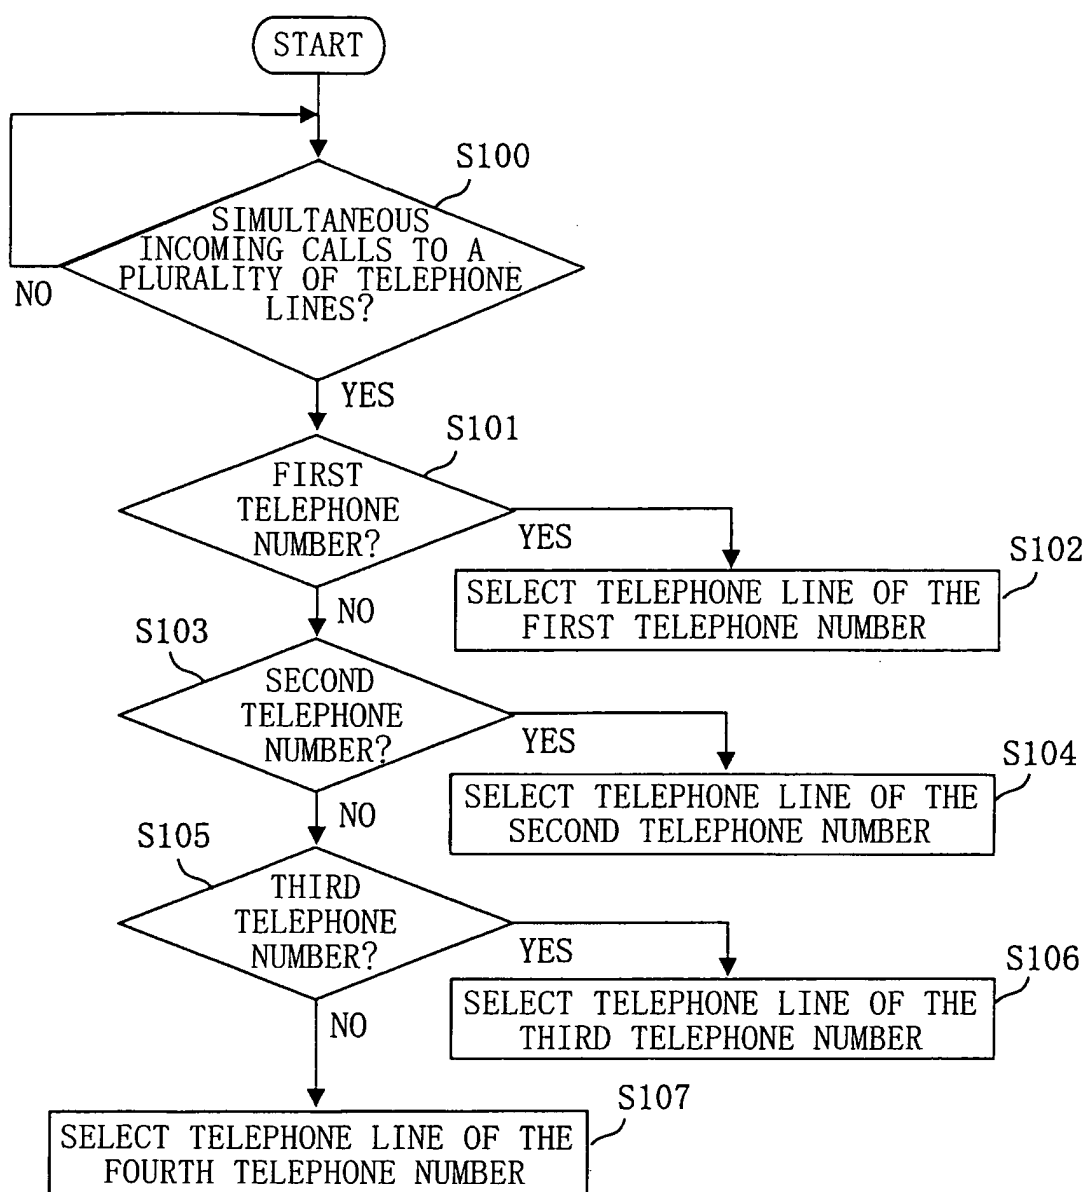 START
S100
SIMULTANEOUS
INCOMING CALLS TO A
PLURALITY OF TELEPHONE
LINES?
NO
YES
S101
FIRST
TELEPHONE
NUMBER?
YES
S102
SELECT TELEPHONE LINE OF THE
FIRST TELEPHONE NUMBER
NO
S103
SECOND
TELEPHONE
NUMBER?
YES
S104
SELECT TELEPHONE LINE OF THE
SECOND TELEPHONE NUMBER
NO
S105
THIRD
TELEPHONE
NUMBER?
YES
S106
SELECT TELEPHONE LINE OF THE
THIRD TELEPHONE NUMBER
NO
S107
SELECT TELEPHONE LINE OF THE
FOURTH TELEPHONE NUMBER